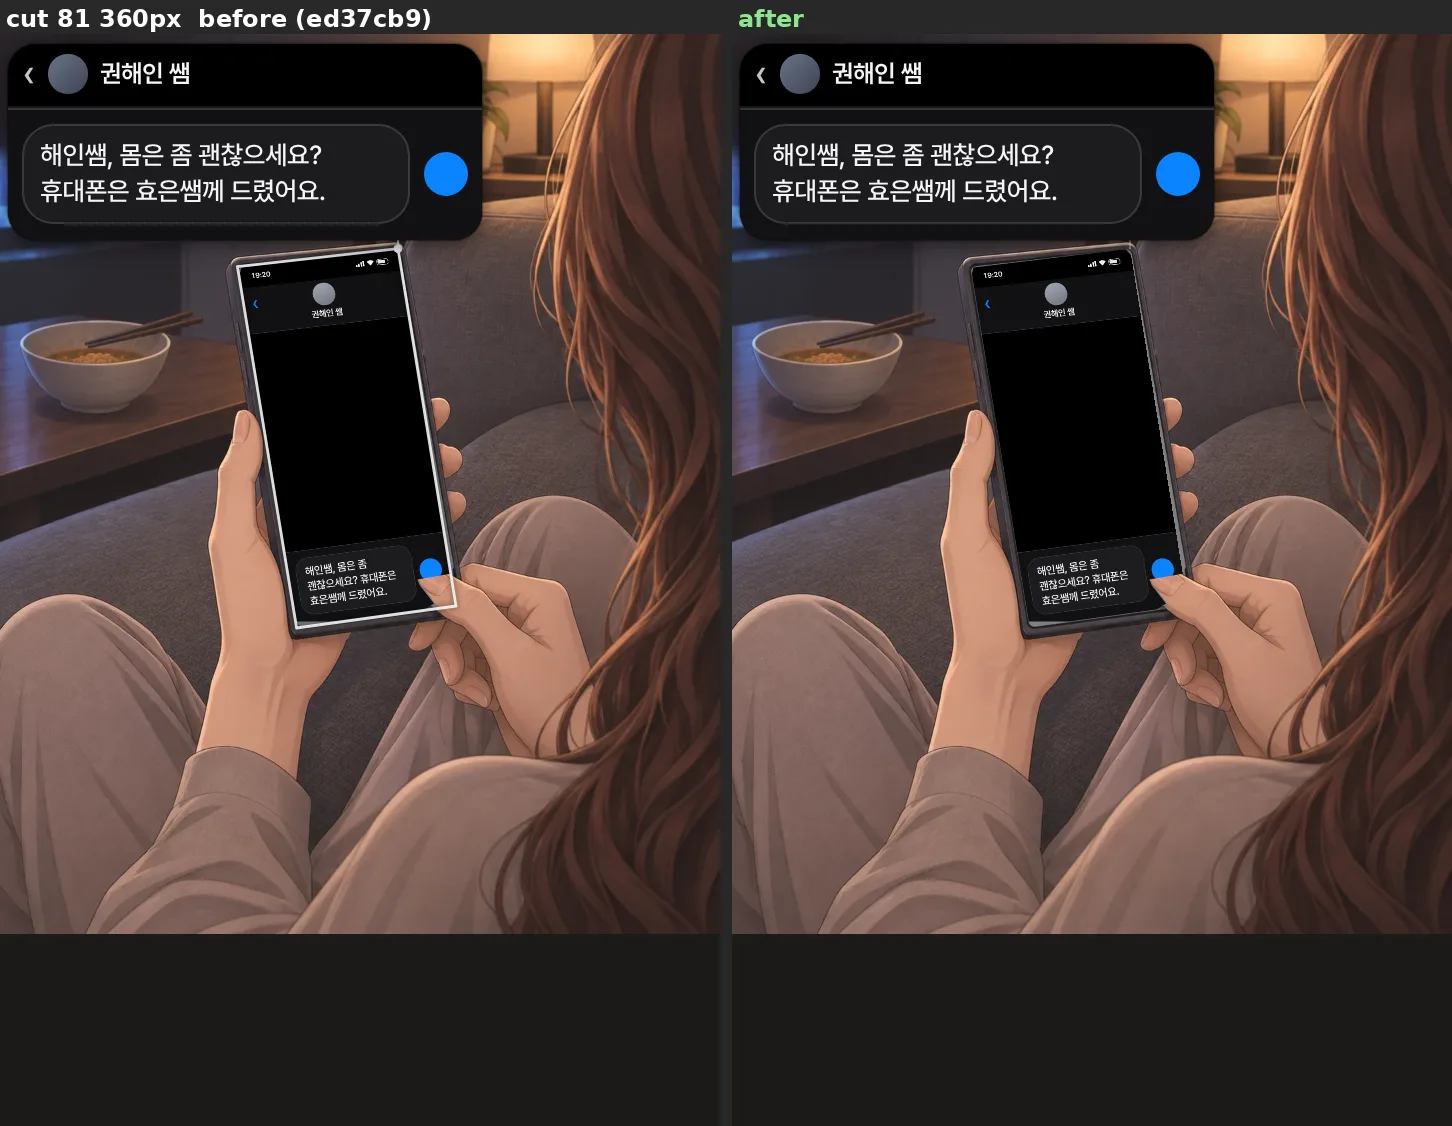 cut 81 360px before (ed37cb9)
after
권해인 쌤
해인쌤, 몸은 좀 괜찮으세요?
휴대폰은 효은쌤께 드렸어요.
19:20
권해인 쌤
해인쌤, 몸은 좀
괜찮으세요? 휴대폰은
효은쌤께 드렸어요.
권해인 쌤
해인쌤, 몸은 좀 괜찮으세요?
휴대폰은 효은쌤께 드렸어요.
19:20
권해인 쌤
해인쌤, 몸은 좀
괜찮으세요? 휴대폰은
효은쌤께 드렸어요.